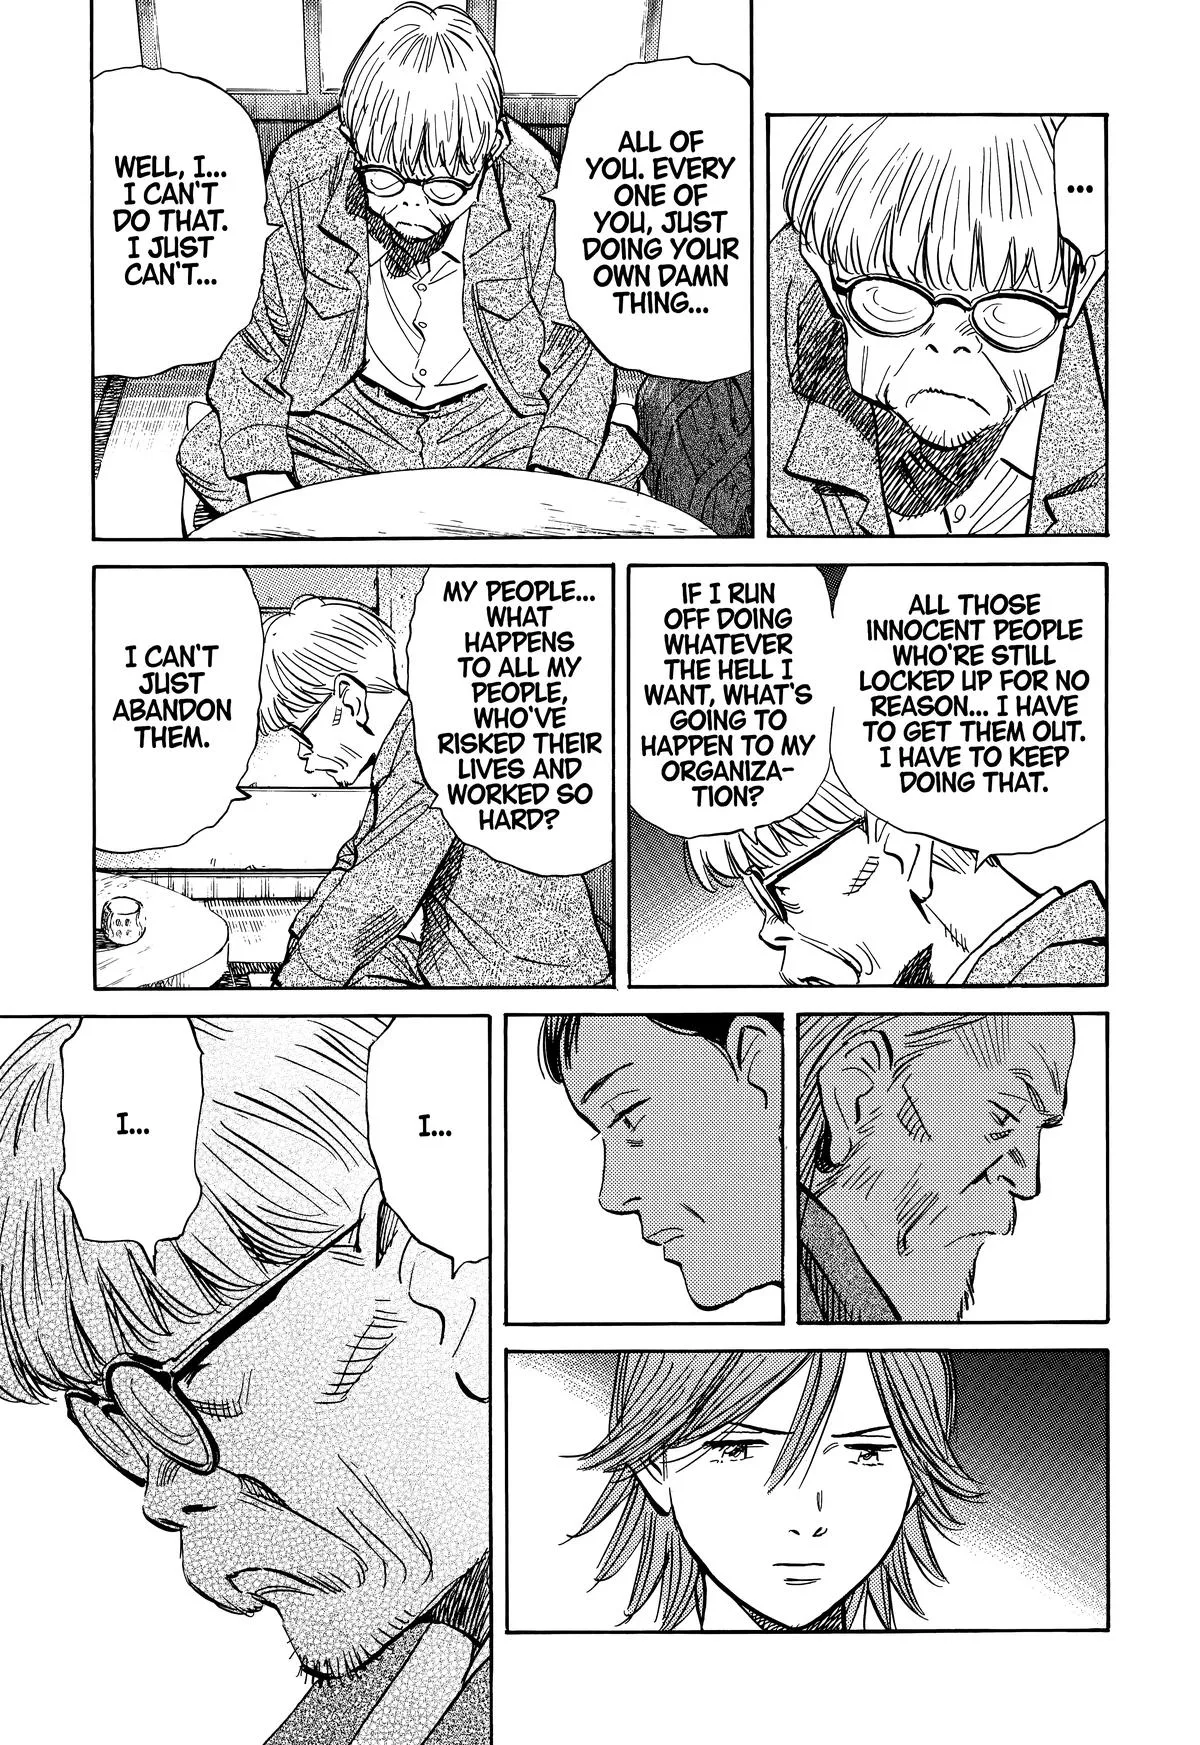 ...
ALL OF
YOU. EVERY
ONE OF
YOU, JUST
DOING YOUR
OWN DAMN
THING...
WELL, I...
I CAN'T
DO THAT.
I JUST
CAN'T...
ALL THOSE
INNOCENT PEOPLE
WHO'RE STILL
LOCKED UP FOR NO
REASON... I HAVE
TO GET THEM OUT.
I HAVE TO KEEP
DOING THAT.
IF I RUN
OFF DOING
WHATEVER
THE HELL I
WANT, WHAT'S
GOING TO
HAPPEN TO MY
ORGANIZA-
TION?
MY PEOPLE...
WHAT
HAPPENS
TO ALL MY
PEOPLE,
WHO'VE
RISKED THEIR
LIVES AND
WORKED SO
HARD?
I CAN'T
JUST
ABANDON
THEM.
I...
I...